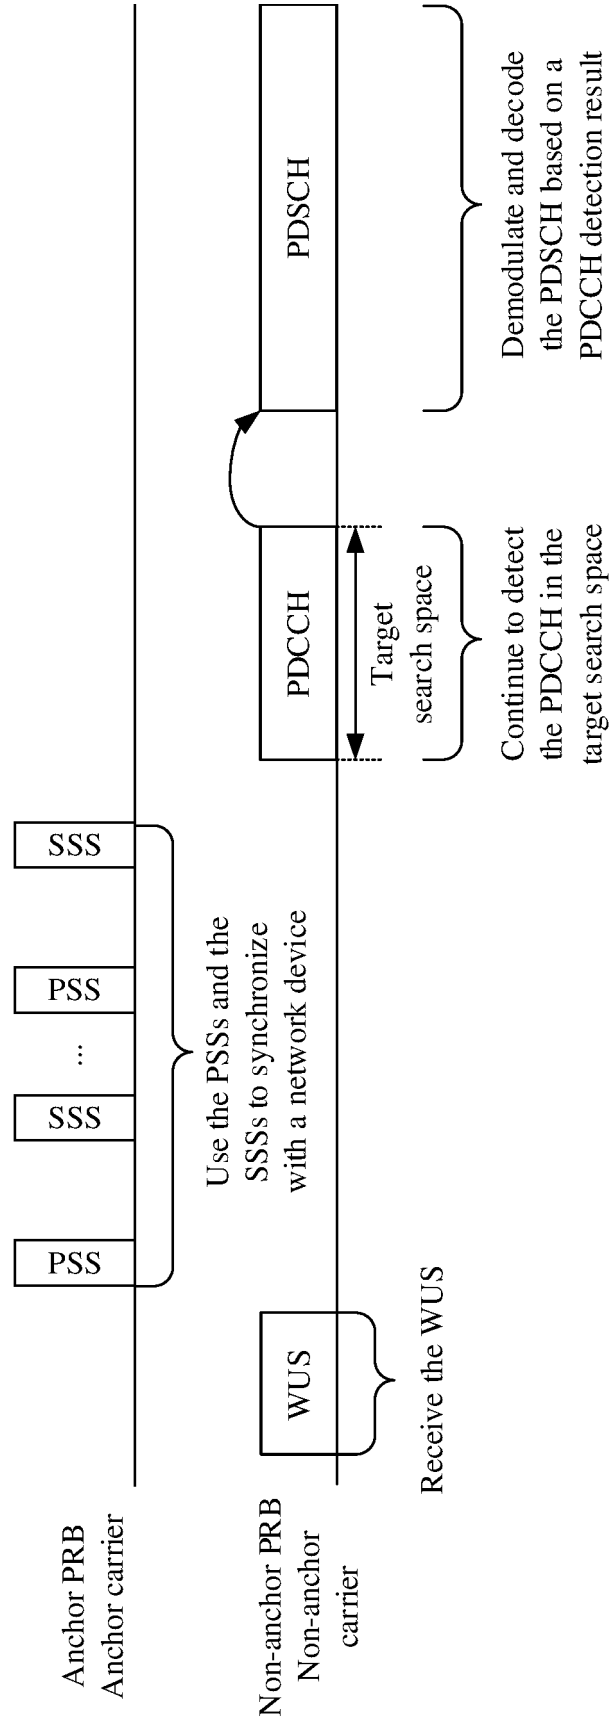 Anchor PRB
Anchor carrier
PSS
SSS
...
PSS
SSS
Use the PSSs and the
SSSs to synchronize
with a network device
Non-anchor PRB
Non-anchor
carrier
WUS
Receive the WUS
PDCCH
Target
search space
Continue to detect
the PDCCH in the
target search space
PDSCH
Demodulate and decode
the PDSCH based on a
PDCCH detection result